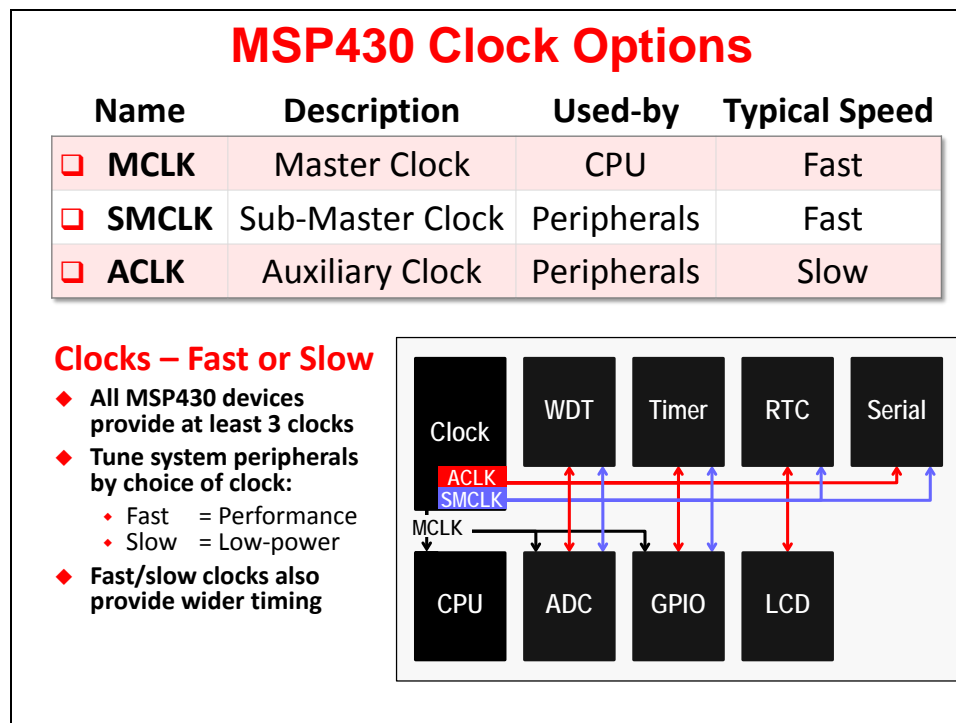 MSP430 Clock Options
Name Description Used-by Typical Speed
❑ MCLK Master Clock CPU Fast
❑ SMCLK Sub-Master Clock Peripherals Fast
❑ ACLK Auxiliary Clock Peripherals Slow
Clocks – Fast or Slow
◆ All MSP430 devices
provide at least 3 clocks
◆ Tune system peripherals
by choice of clock:
◆ Fast = Performance
◆ Slow = Low-power
◆ Fast/slow clocks also
provide wider timing
Clock
WDT
Timer
RTC
Serial
ACLK
SMCLK
MCLK
CPU
ADC
GPIO
LCD